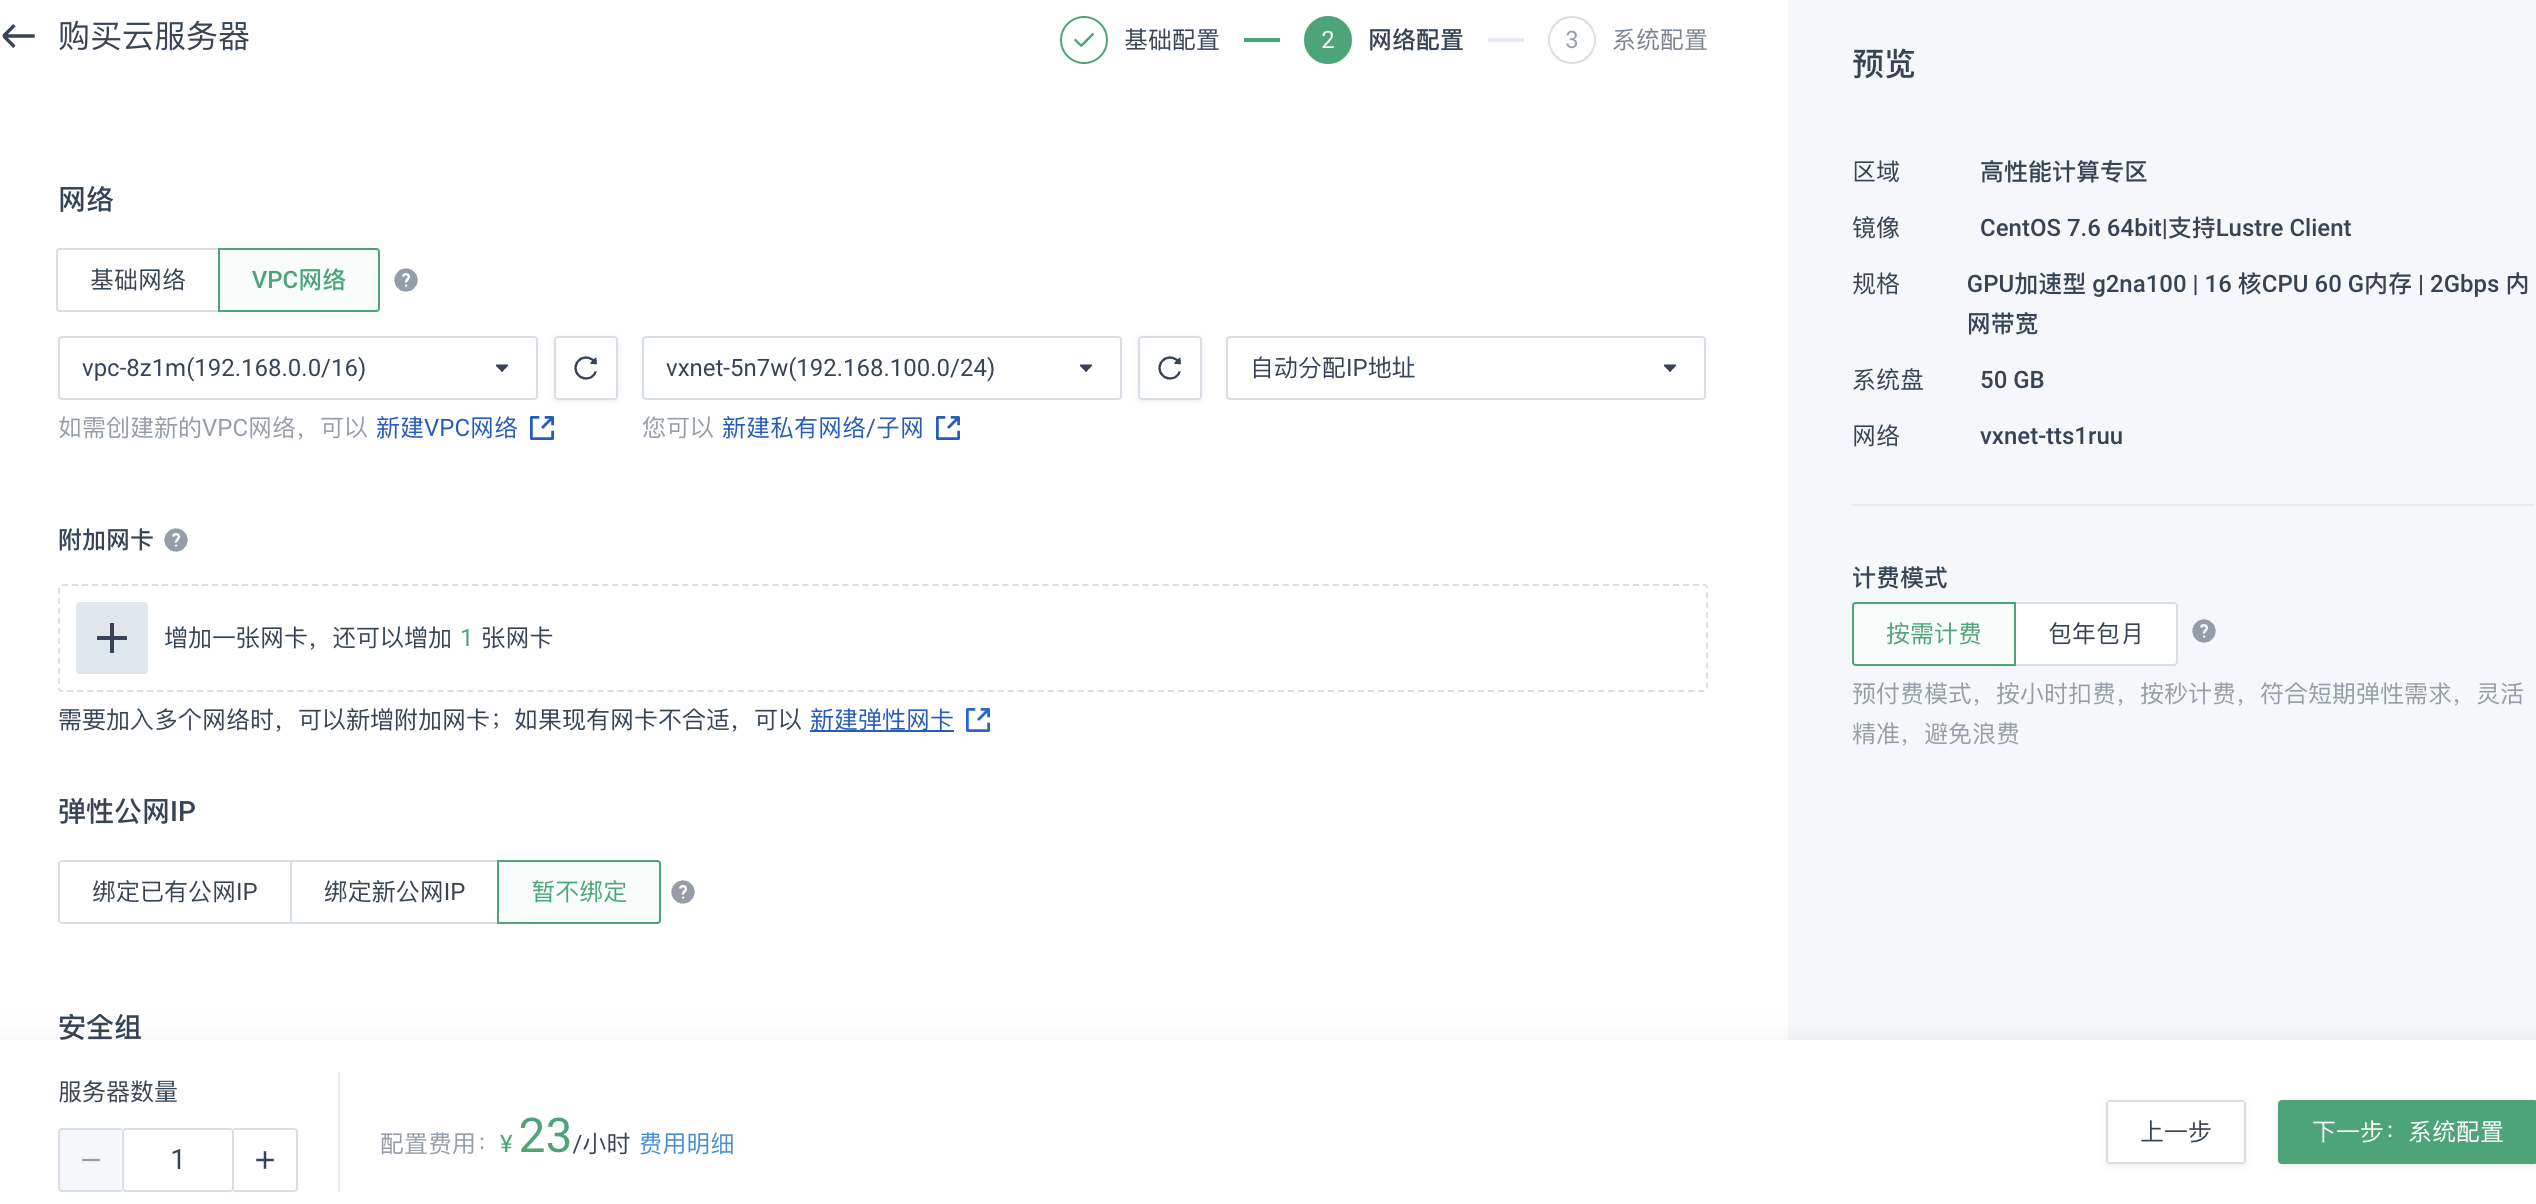 购买云服务器
基础配置
2 网络配置
3 系统配置
网络
基础网络 VPC网络 ?
vpc-8z1m(192.168.0.0/16)
vxnet-5n7w(192.168.100.0/24)
自动分配IP地址
如需创建新的VPC网络，可以 新建VPC网络
您可以 新建私有网络/子网
附加网卡 ?
增加一张网卡，还可以增加 1 张网卡
需要加入多个网络时，可以新增附加网卡；如果现有网卡不合适，可以 新建弹性网卡
弹性公网IP
绑定已有公网IP 绑定新公网IP 暂不绑定 ?
安全组
预览
区域 高性能计算专区
镜像 CentOS 7.6 64bit|支持Lustre Client
规格 GPU加速型 g2na100 | 16 核CPU 60 G内存 | 2Gbps 内
网带宽
系统盘 50 GB
网络 vxnet-tts1ruu
计费模式
按需计费 包年包月 ?
预付费模式，按小时扣费，按秒计费，符合短期弹性需求，灵活
精准，避免浪费
服务器数量
− 1 +
配置费用：¥ 23/小时 费用明细
上一步
下一步：系统配置